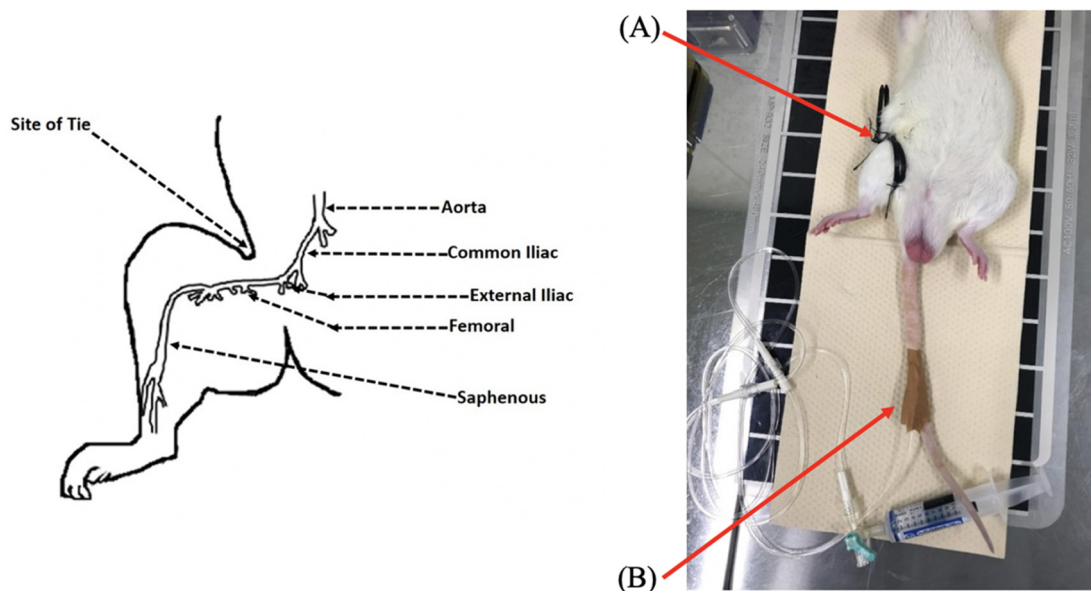 Site of Tie
Aorta
Common Iliac
External Iliac
Femoral
Saphenous
(A)
(B)